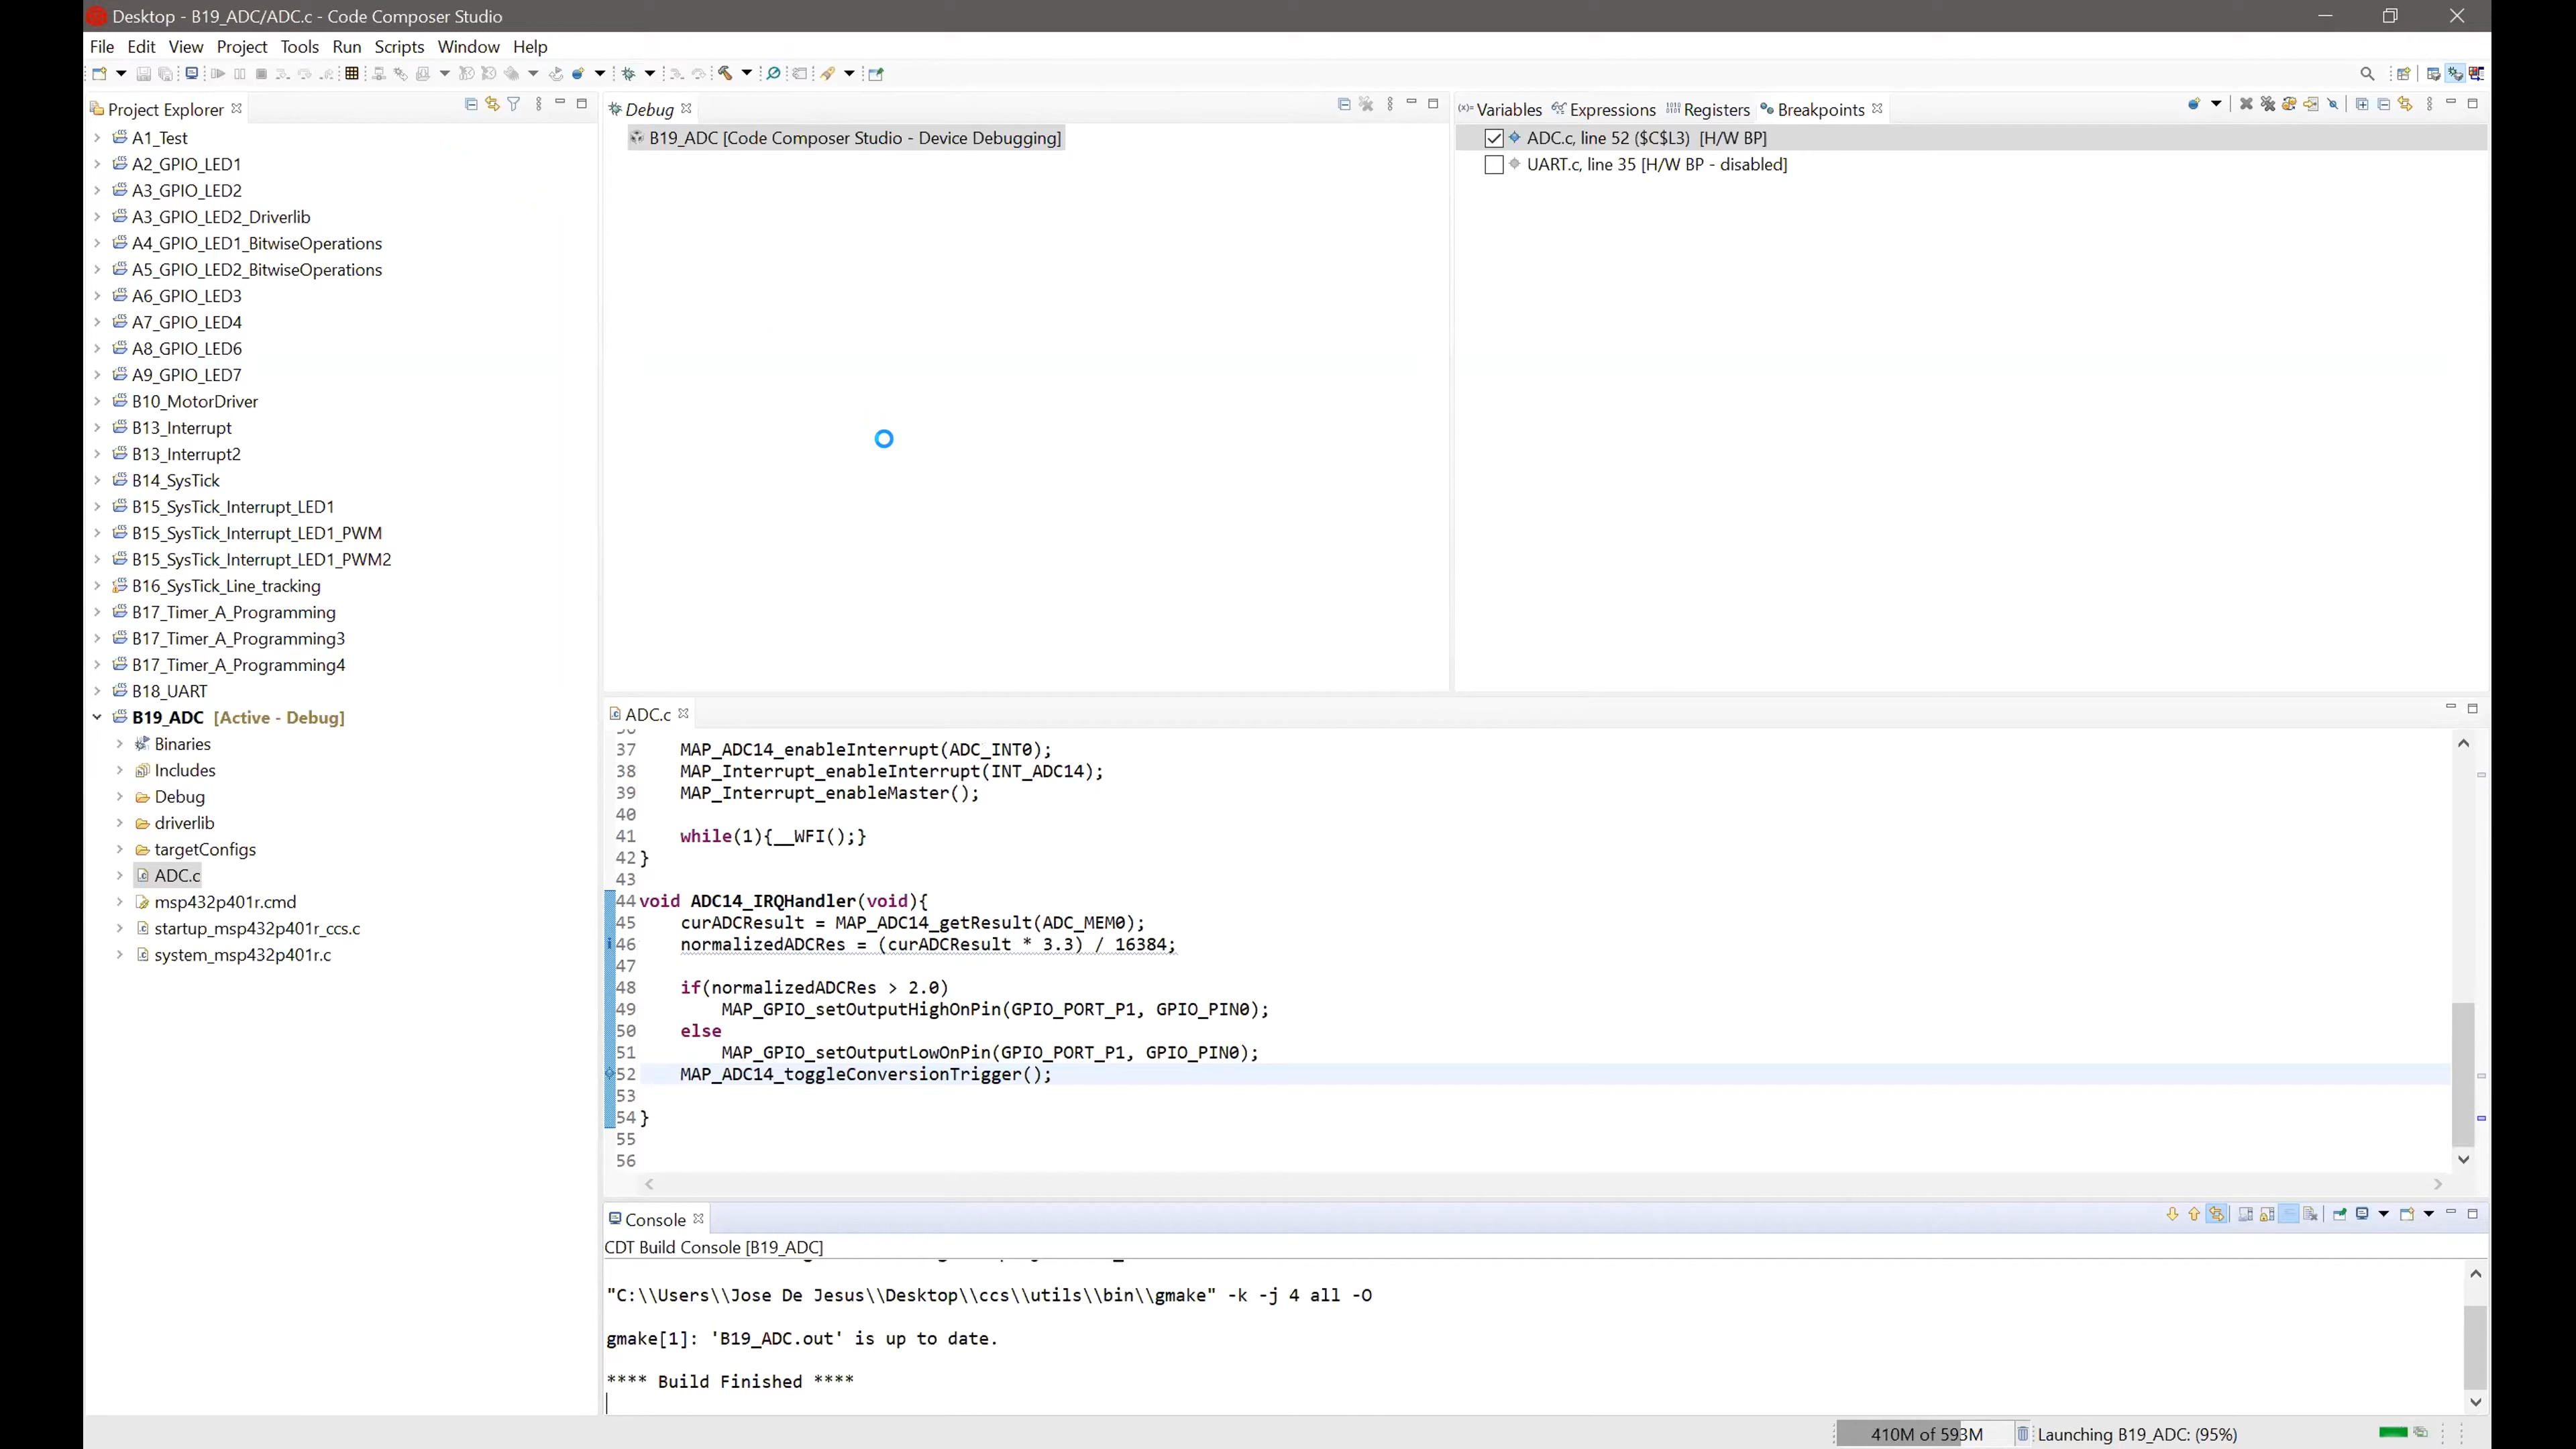 Desktop - B19_ADC/ADC.c - Code Composer Studio
File Edit View Project Tools Run Scripts Window Help
Project Explorer
A1_Test
A2_GPIO_LED1
A3_GPIO_LED2
A3_GPIO_LED2_Driverlib
A4_GPIO_LED1_BitwiseOperations
A5_GPIO_LED2_BitwiseOperations
A6_GPIO_LED3
A7_GPIO_LED4
A8_GPIO_LED6
A9_GPIO_LED7
B10_MotorDriver
B13_Interrupt
B13_Interrupt2
B14_SysTick
B15_SysTick_Interrupt_LED1
B15_SysTick_Interrupt_LED1_PWM
B15_SysTick_Interrupt_LED1_PWM2
B16_SysTick_Line_tracking
B17_Timer_A_Programming
B17_Timer_A_Programming3
B17_Timer_A_Programming4
B18_UART
B19_ADC [Active - Debug]
Binaries
Includes
Debug
driverlib
targetConfigs
ADC.c
msp432p401r.cmd
startup_msp432p401r_ccs.c
system_msp432p401r.c
Debug
B19_ADC [Code Composer Studio - Device Debugging]
Variables Expressions Registers Breakpoints
ADC.c, line 52 ($C$L3) [H/W BP]
UART.c, line 35 [H/W BP - disabled]
ADC.c
37 MAP_ADC14_enableInterrupt(ADC_INT0);
38 MAP_Interrupt_enableInterrupt(INT_ADC14);
39 MAP_Interrupt_enableMaster();
40
41 while(1){__WFI();}
42 }
43
44 void ADC14_IRQHandler(void){
45 curADCResult = MAP_ADC14_getResult(ADC_MEM0);
46 normalizedADCRes = (curADCResult * 3.3) / 16384;
47
48 if(normalizedADCRes > 2.0)
49 MAP_GPIO_setOutputHighOnPin(GPIO_PORT_P1, GPIO_PIN0);
50 else
51 MAP_GPIO_setOutputLowOnPin(GPIO_PORT_P1, GPIO_PIN0);
52 MAP_ADC14_toggleConversionTrigger();
53
54 }
55
56
Console
CDT Build Console [B19_ADC]
"C:\\Users\\Jose De Jesus\\Desktop\\ccs\\utils\\bin\\gmake" -k -j 4 all -O
gmake[1]: 'B19_ADC.out' is up to date.
**** Build Finished ****
410M of 593M
Launching B19_ADC: (95%)